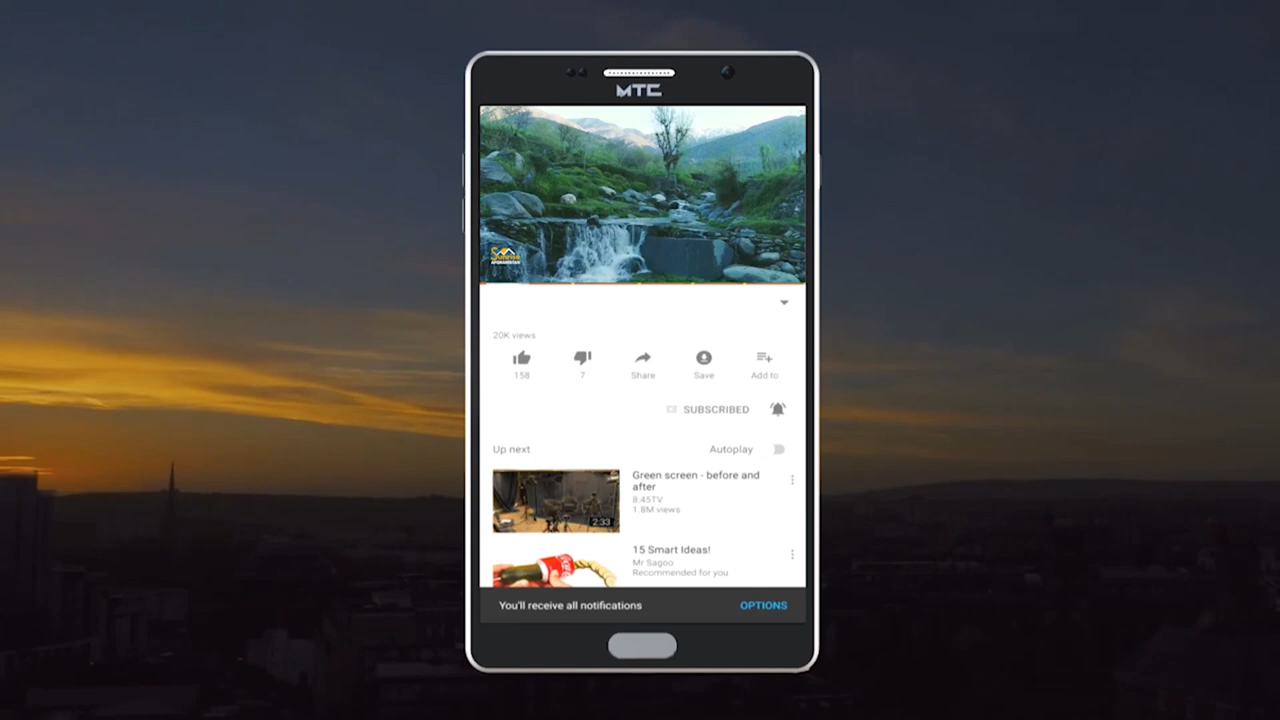 MTC
Sunrise
AFGHANISTAN
20K views
158
7
Share
Save
Add to
SUBSCRIBED
Up next
Autoplay
Green screen - before and
after
8:45TV
1.8M views
2:33
15 Smart Ideas!
Mr Sagoo
Recommended for you
You'll receive all notifications
OPTIONS